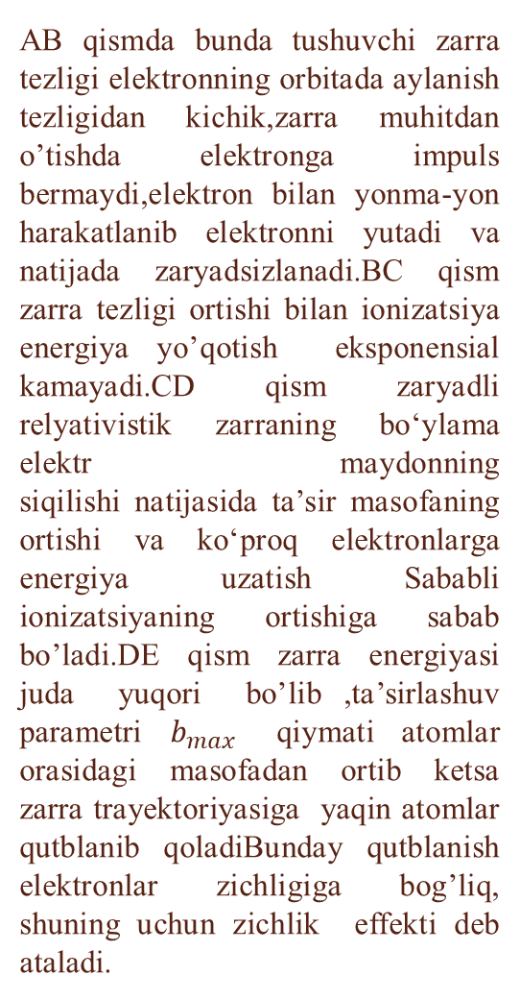 AB qismda bunda tushuvchi zarra
tezligi elektronning orbitada aylanish
tezligidan kichik,zarra muhitdan
o’tishda elektronga impuls
bermaydi,elektron bilan yonma-yon
harakatlanib elektronni yutadi va
natijada zaryadsizlanadi.BC qism
zarra tezligi ortishi bilan ionizatsiya
energiya yo’qotish eksponensial
kamayadi.CD qism zaryadli
relyativistik zarraning bo‘ylama
elektr maydonning
siqilishi natijasida ta’sir masofaning
ortishi va ko‘proq elektronlarga
energiya uzatish Sababli
ionizatsiyaning ortishiga sabab
bo’ladi.DE qism zarra energiyasi
juda yuqori bo’lib ,ta’sirlashuv
parametri b_{max} qiymati atomlar
orasidagi masofadan ortib ketsa
zarra trayektoriyasiga yaqin atomlar
qutblanib qoladiBunday qutblanish
elektronlar zichligiga bog’liq,
shuning uchun zichlik effekti deb
ataladi.